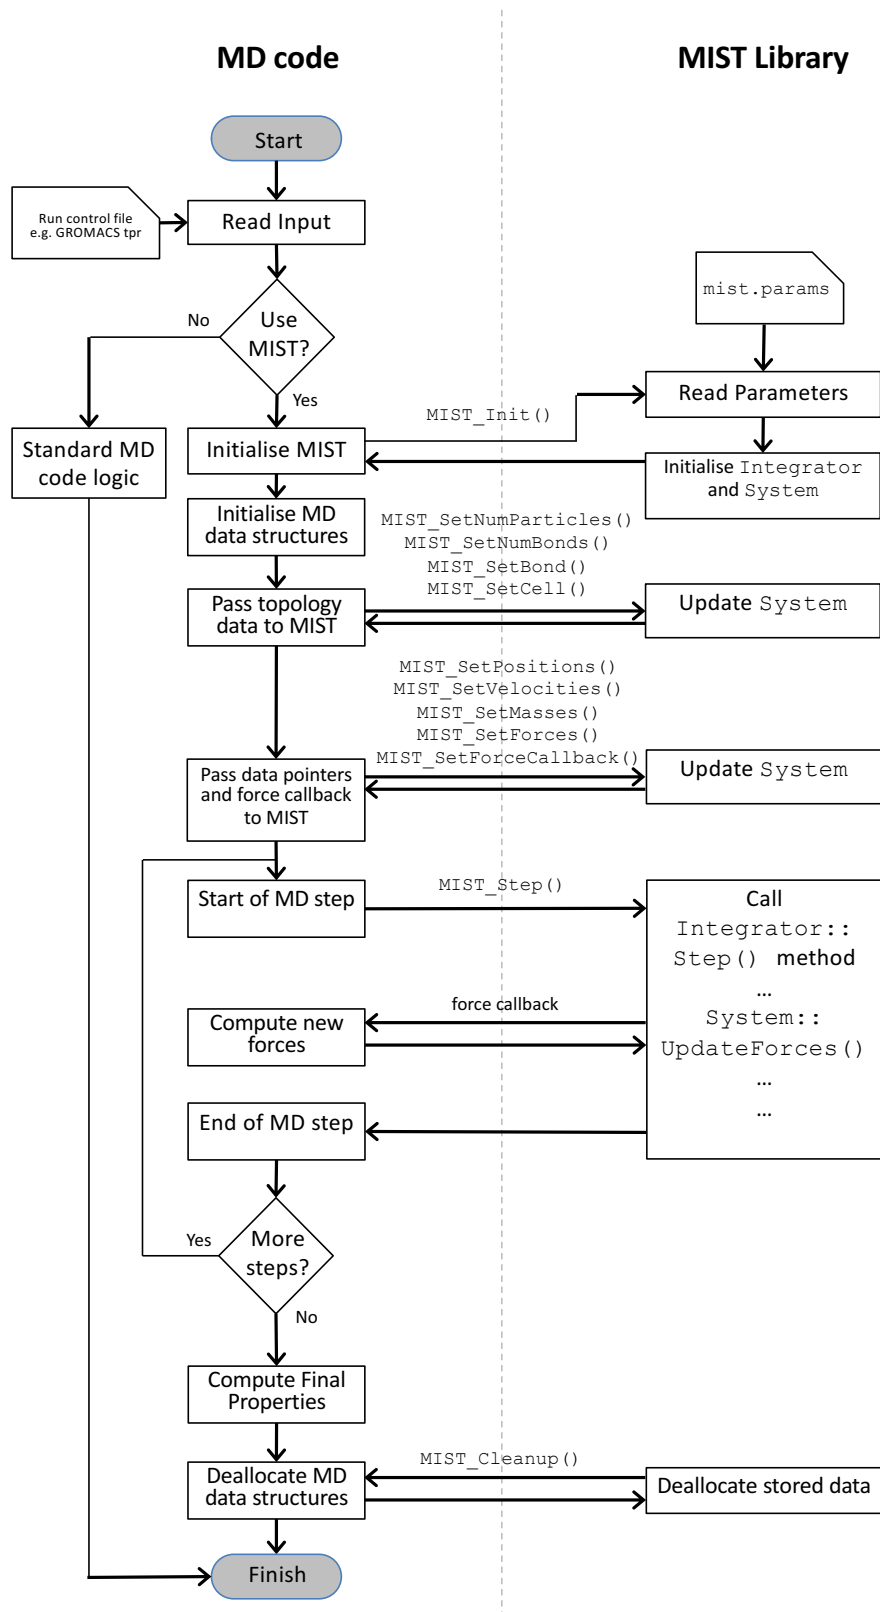 MD code
MIST Library
Start
Run control file
e.g. GROMACS tpr
Read Input
mist.params
No
Use
MIST?
Yes
Read Parameters
MIST_Init()
Standard MD
code logic
Initialise MIST
Initialise Integrator
and System
Initialise MD
data structures
MIST_SetNumParticles()
MIST_SetNumBonds()
MIST_SetBond()
MIST_SetCell()
Pass topology
data to MIST
Update System
MIST_SetPositions()
MIST_SetVelocities()
MIST_SetMasses()
MIST_SetForces()
MIST_SetForceCallback()
Pass data pointers
and force callback
to MIST
Update System
Start of MD step
MIST_Step()
Call
Integrator::
Step() method
…
System::
UpdateForces()
…
…
force callback
Compute new
forces
End of MD step
Yes
More
steps?
No
Compute Final
Properties
MIST_Cleanup()
Deallocate MD
data structures
Deallocate stored data
Finish